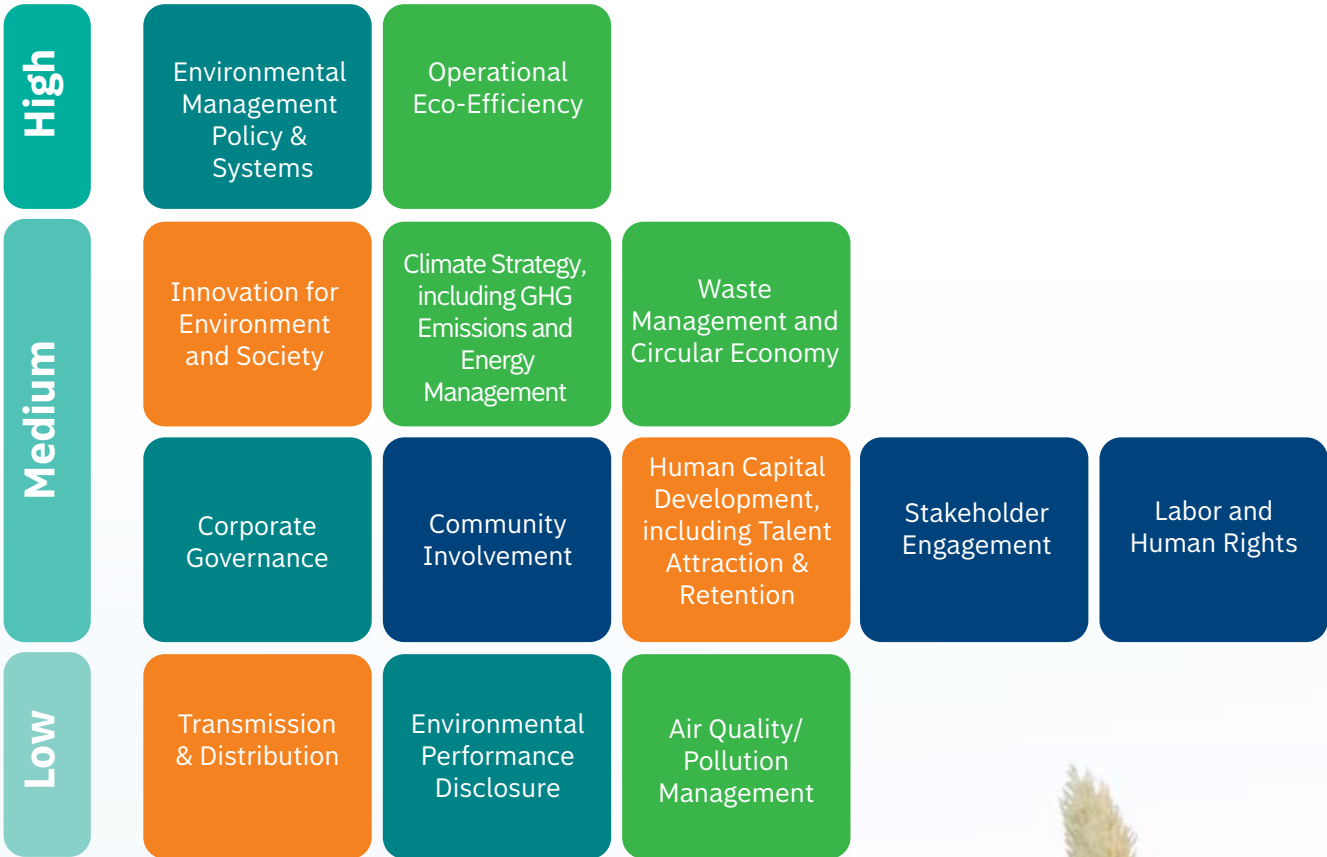 High
Environmental
Management
Policy &
Systems
Operational
Eco-Efficiency
Medium
Innovation for
Environment
and Society
Climate Strategy,
including GHG
Emissions and
Energy
Management
Waste
Management and
Circular Economy
Corporate
Governance
Community
Involvement
Human Capital
Development,
including Talent
Attraction &
Retention
Stakeholder
Engagement
Labor and
Human Rights
Low
Transmission
& Distribution
Environmental
Performance
Disclosure
Air Quality/
Pollution
Management